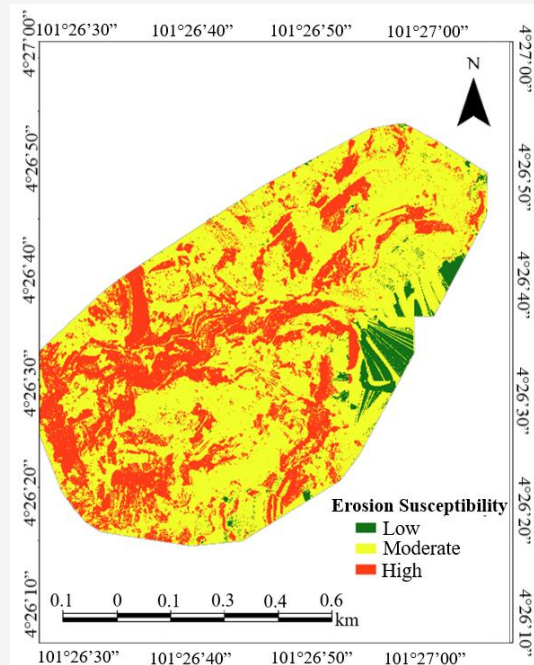 101°26'30” 101°26'40” 101°26'50” 101°27'00”
4°27'00” 4°27'00”
N
4°26'50” 4°26'50”
4°26'40” 4°26'40”
4°26'30” 4°26'30”
4°26'20” 4°26'20”
4°26'10” 4°26'10”
Erosion Susceptibility
Low
Moderate
High
0.1 0 0.1 0.3 0.4 0.6
km
101°26'30” 101°26'40” 101°26'50” 101°27'00”